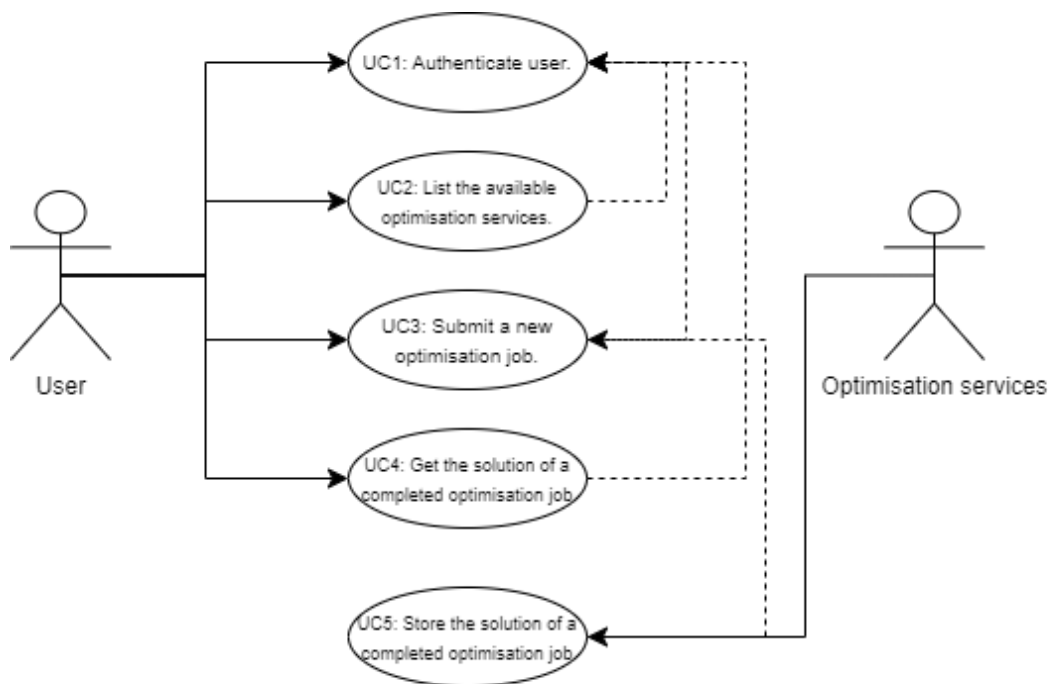 UC1: Authenticate user.
UC2: List the available
optimisation services.
UC3: Submit a new
optimisation job.
User
Optimisation services
UC4: Get the solution of a
completed optimisation job
UC5: Store the solution of a
completed optimisation job